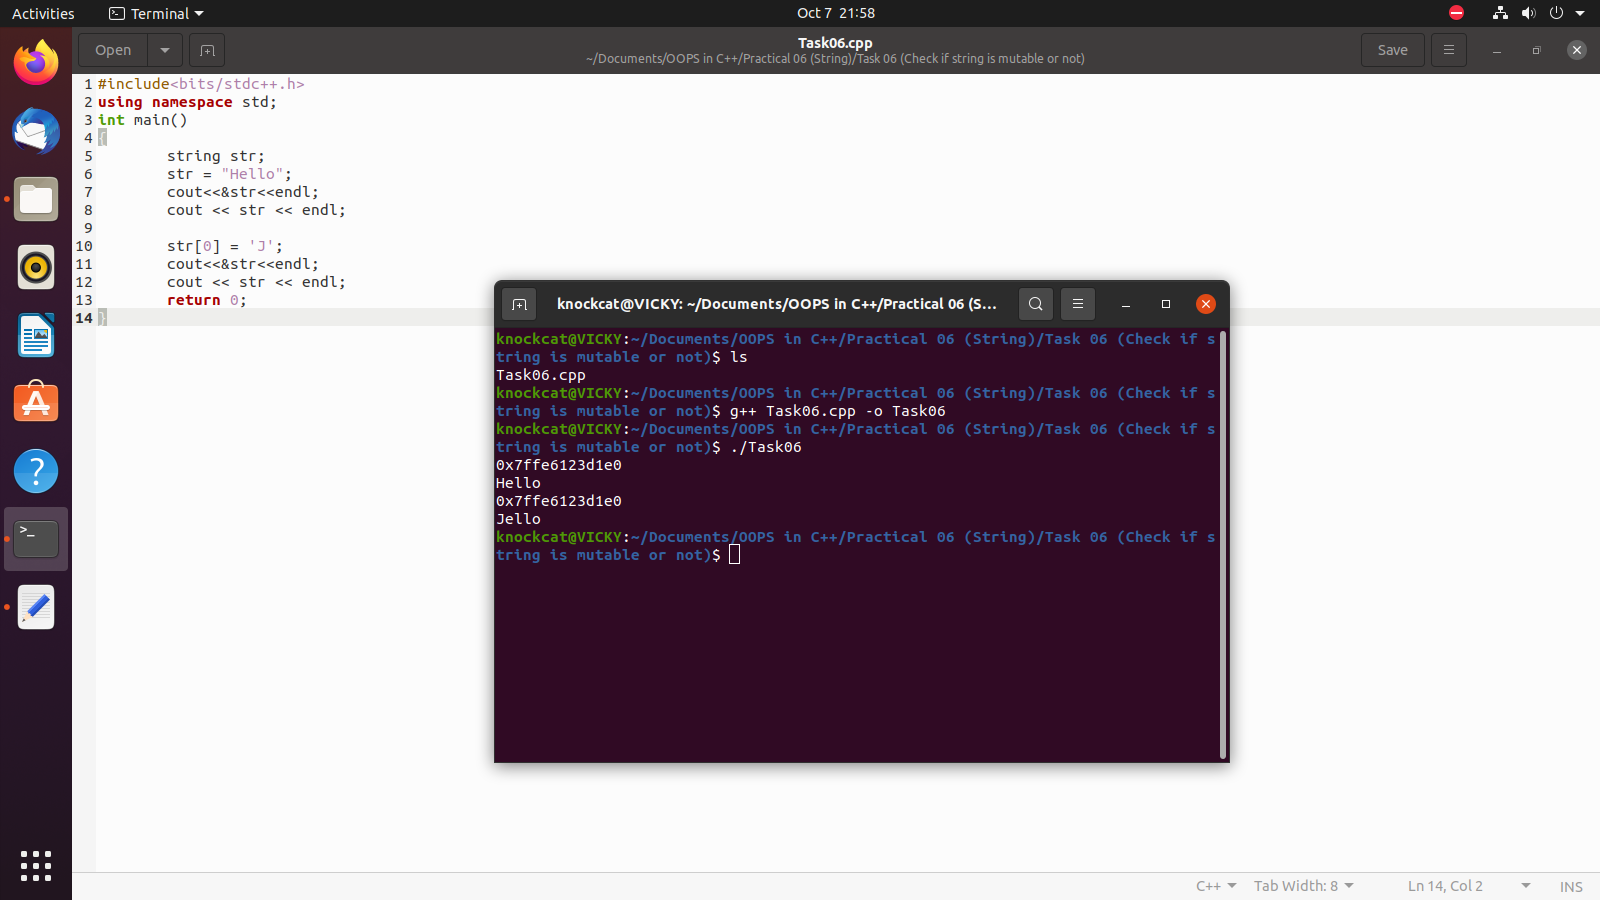 Activities
Terminal
Oct 7 21:58
Open
Task06.cpp
~/Documents/OOPS in C++/Practical 06 (String)/Task 06 (Check if string is mutable or not)
Save
1 #include<bits/stdc++.h>
2 using namespace std;
3 int main()
4 {
5 string str;
6 str = "Hello";
7 cout<<&str<<endl;
8 cout << str << endl;
9
10 str[0] = 'J';
11 cout<<&str<<endl;
12 cout << str << endl;
13 return 0;
14 }
knockcat@VICKY: ~/Documents/OOPS in C++/Practical 06 (S...
knockcat@VICKY:~/Documents/OOPS in C++/Practical 06 (String)/Task 06 (Check if s
tring is mutable or not)$ ls
Task06.cpp
knockcat@VICKY:~/Documents/OOPS in C++/Practical 06 (String)/Task 06 (Check if s
tring is mutable or not)$ g++ Task06.cpp -o Task06
knockcat@VICKY:~/Documents/OOPS in C++/Practical 06 (String)/Task 06 (Check if s
tring is mutable or not)$ ./Task06
0x7ffe6123d1e0
Hello
0x7ffe6123d1e0
Jello
knockcat@VICKY:~/Documents/OOPS in C++/Practical 06 (String)/Task 06 (Check if s
tring is mutable or not)$
C++
Tab Width: 8
Ln 14, Col 2
INS